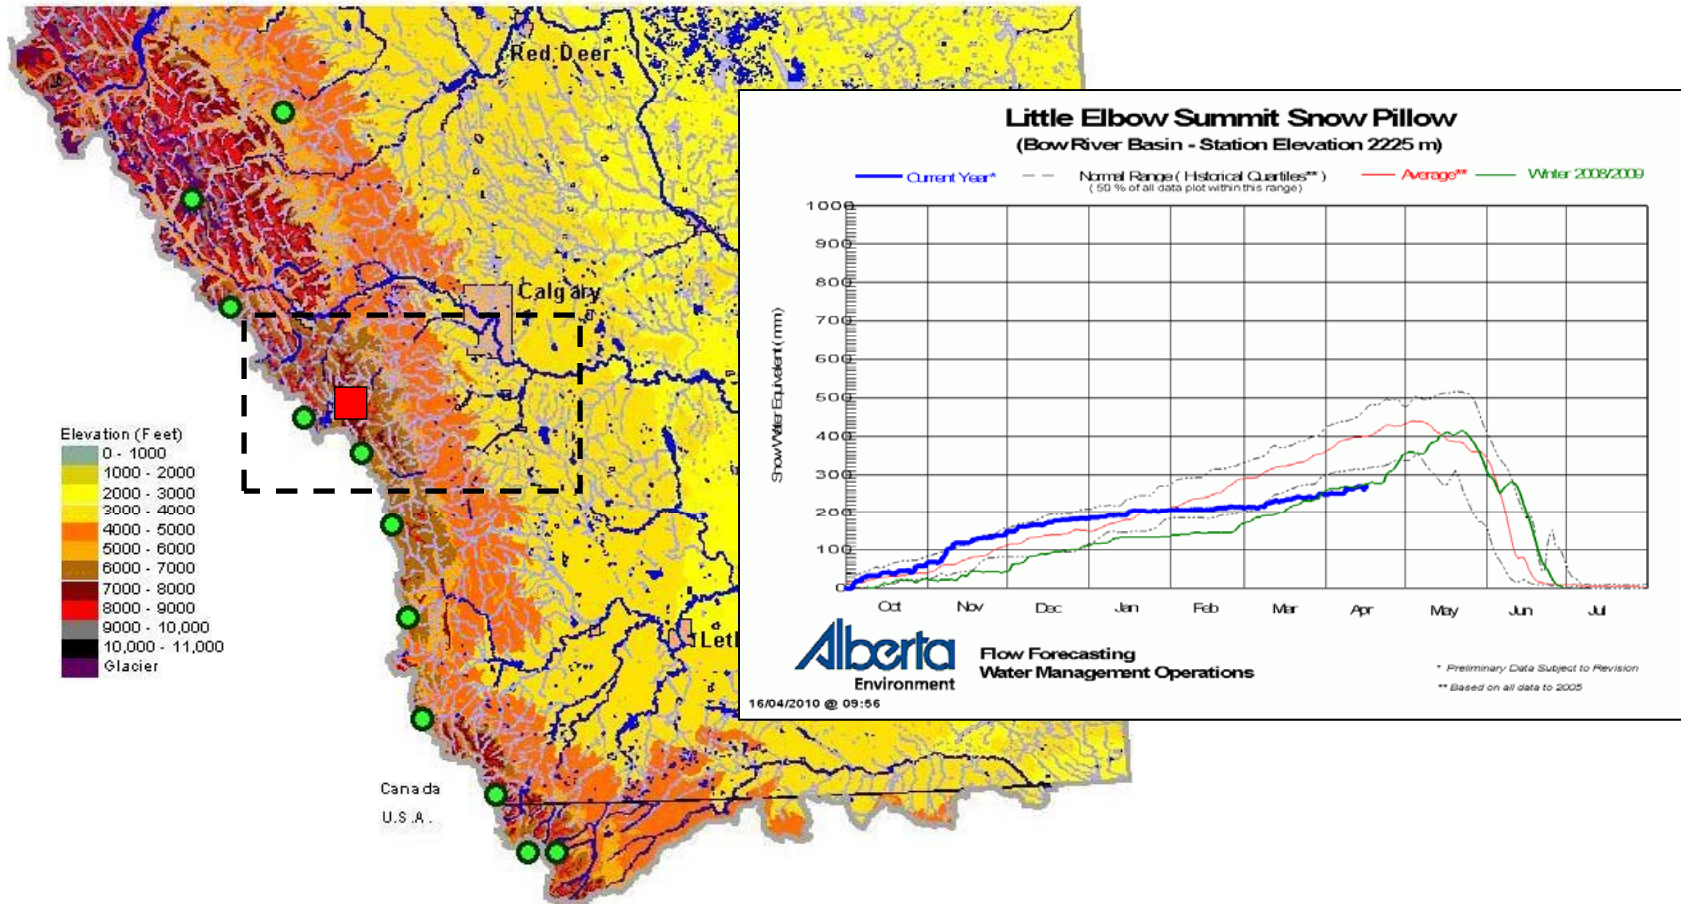 Red Deer
Calgary
Letl
Canada
U.S.A.
Elevation (Feet)
0 - 1000
1000 - 2000
2000 - 3000
3000 - 4000
4000 - 5000
5000 - 6000
6000 - 7000
7000 - 8000
8000 - 9000
9000 - 10,000
10,000 - 11,000
Glacier
Little Elbow Summit Snow Pillow
(Bow River Basin - Station Elevation 2225 m)
Current Year*
Normal Range ( Historical Quartiles** )
( 50 % of all data plot within this range)
Average**
Winter 2008/2009
Snow Water Equivalent (mm)
1000
900
800
700
600
500
400
300
200
100
0
Oct Nov Dec Jan Feb Mar Apr May Jun Jul
Alberta
Environment
Flow Forecasting
Water Management Operations
* Preliminary Data Subject to Revision
** Based on all data to 2005
16/04/2010 @ 09:56